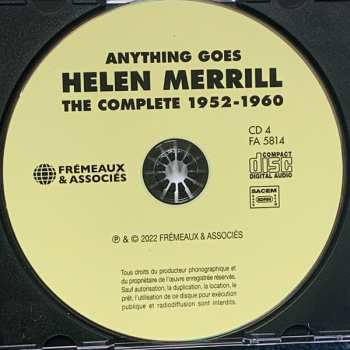 ANYTHING GOES
HELEN MERRILL
THE COMPLETE 1952-1960
CD 4
FA 5814
FRÉMEAUX
& ASSOCIÉS
COMPACT
disc
DIGITAL AUDIO
SACEM
SDRM
℗ & © 2022 FRÉMEAUX & ASSOCIÉS
Tous droits du producteur phonographique et
du propriétaire de l'œuvre enregistrée réservés.
Sauf autorisation, la duplication, la location, le
prêt, l'utilisation de ce disque pour exécution
publique et radiodiffusion sont interdits.